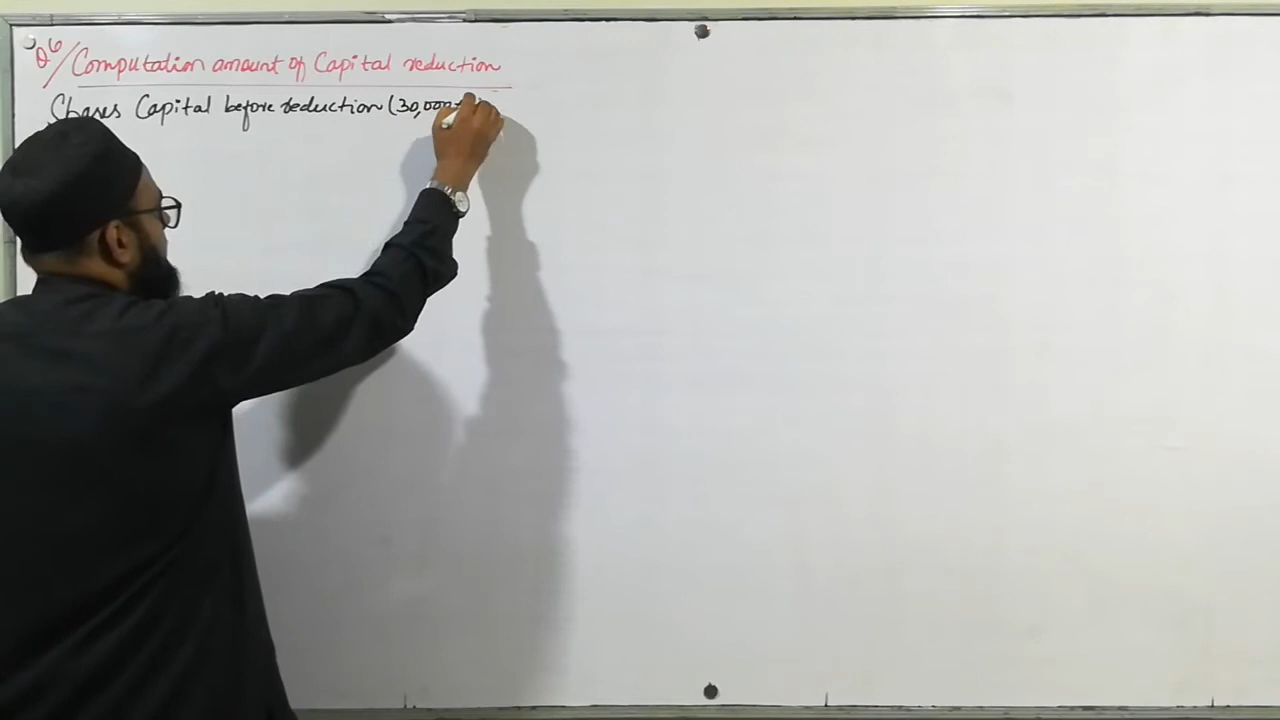 Q6/ Computation amount of Capital reduction
Shares Capital before reduction (30,000